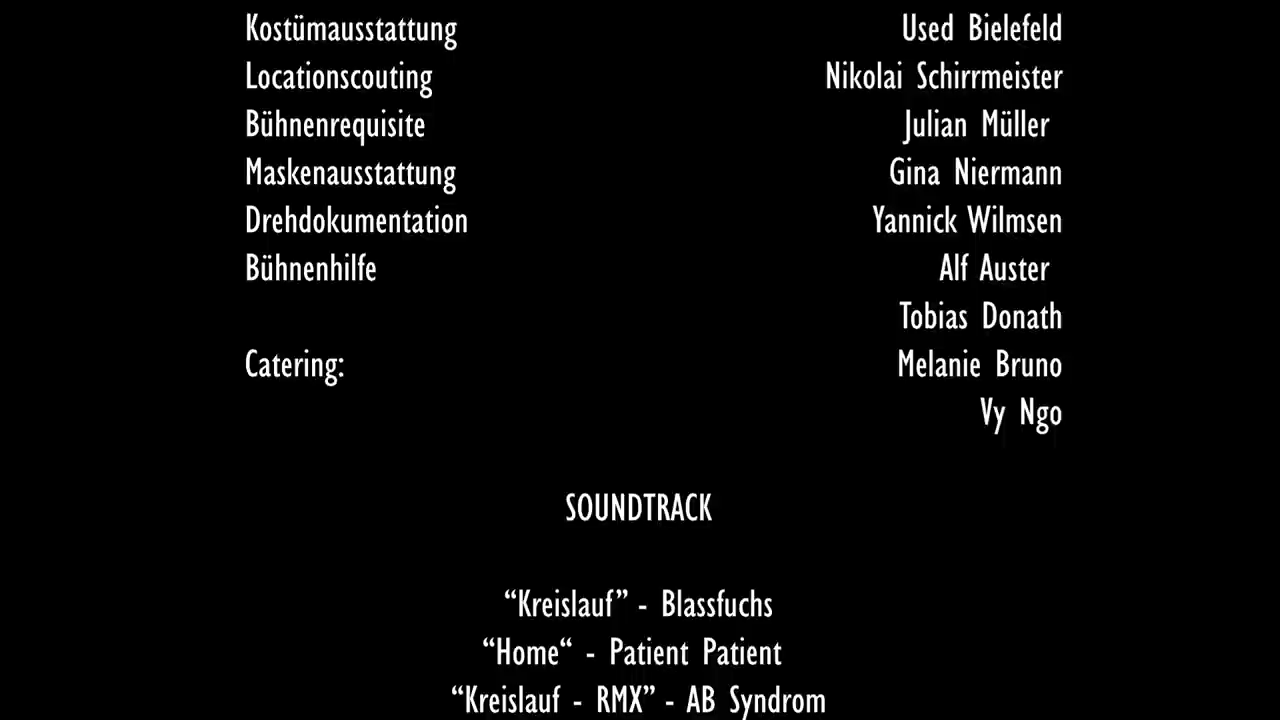 Kostümausstattung Used Bielefeld
Locationscouting Nikolai Schirrmeister
Bühnenrequisite Julian Müller
Maskenausstattung Gina Niermann
Drehdokumentation Yannick Wilmsen
Bühnenhilfe Alf Auster
Tobias Donath
Catering: Melanie Bruno
Vy Ngo
SOUNDTRACK
“Kreislauf” - Blassfuchs
“Home“ - Patient Patient
“Kreislauf - RMX” - AB Syndrom